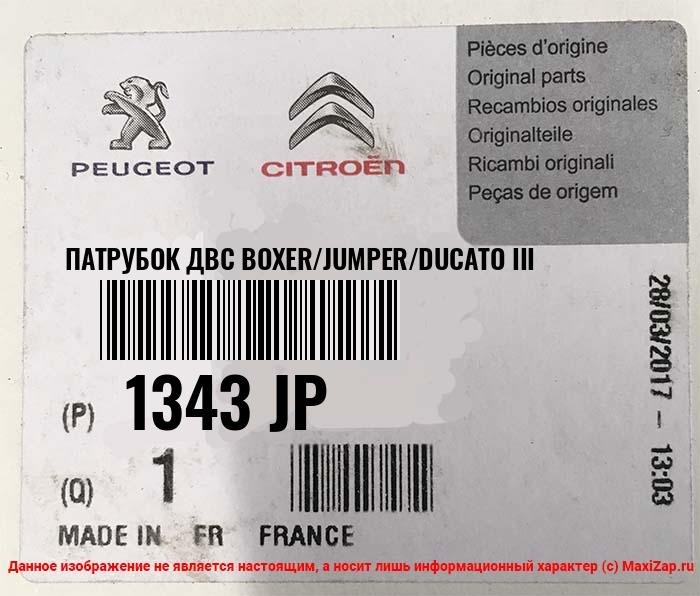 PEUGEOT
CITROËN
Pièces d'origine
Original parts
Recambios originales
Originalteile
Ricambi originali
Peças de origem
ПАТРУБОК ДВС BOXER/JUMPER/DUCATO III
28/03/2017 – 13:03
(P) 1343 JP
(Q) 1
MADE IN FR FRANCE
Данное изображение не является настоящим, а носит лишь информационный характер (c) MaxiZap.ru